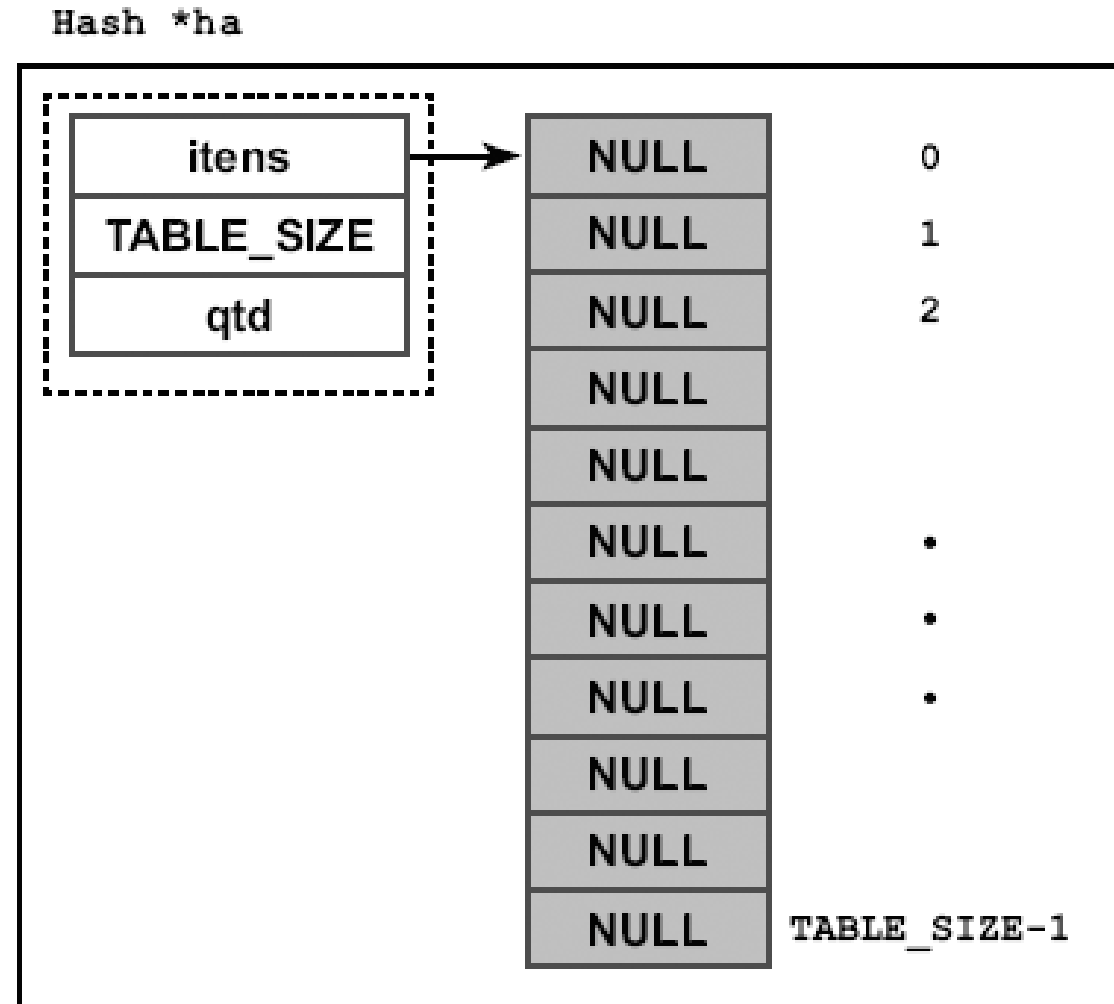 Hash *ha
itens
TABLE_SIZE
qtd
NULL 0
NULL 1
NULL 2
NULL
NULL
NULL •
NULL •
NULL •
NULL
NULL
NULL TABLE_SIZE-1